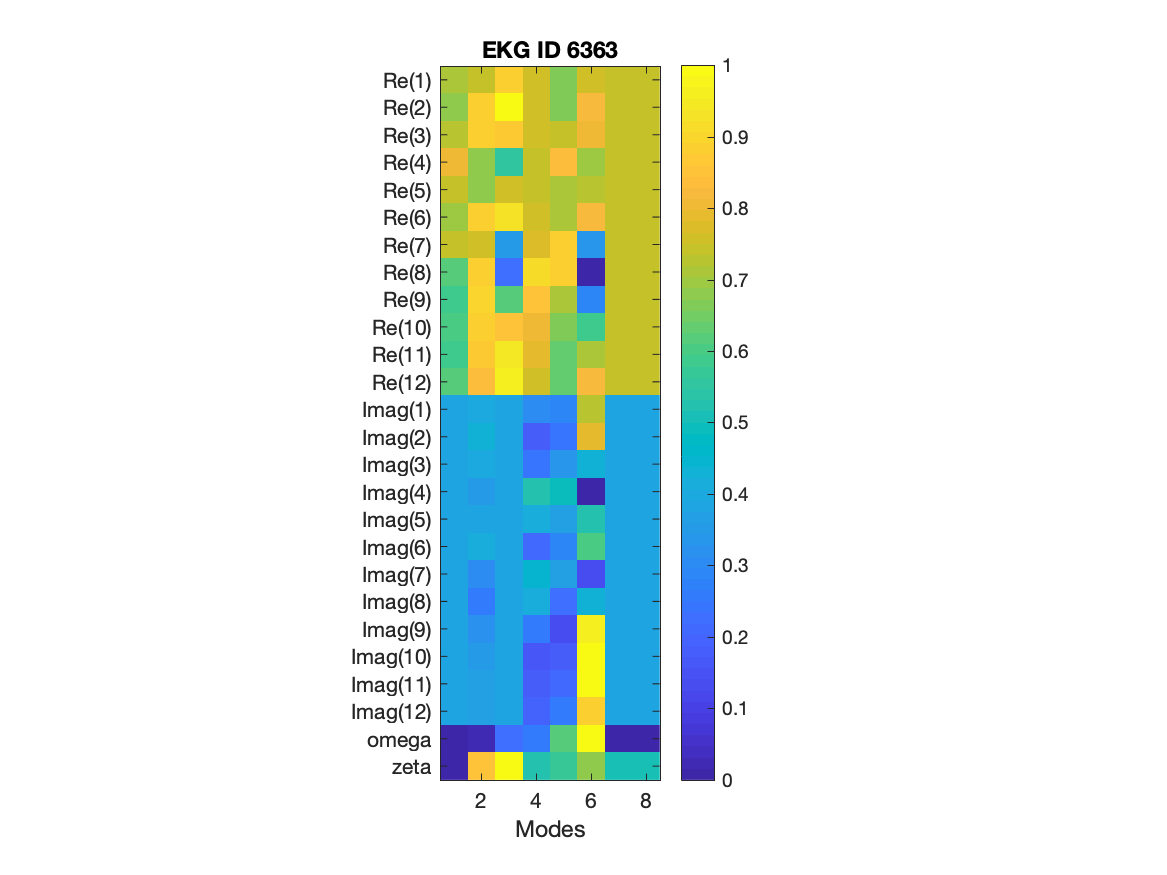 EKG ID 6363
Re(1)
Re(2)
Re(3)
Re(4)
Re(5)
Re(6)
Re(7)
Re(8)
Re(9)
Re(10)
Re(11)
Re(12)
Imag(1)
Imag(2)
Imag(3)
Imag(4)
Imag(5)
Imag(6)
Imag(7)
Imag(8)
Imag(9)
Imag(10)
Imag(11)
Imag(12)
omega
zeta
2 4 6 8
Modes
1
0.9
0.8
0.7
0.6
0.5
0.4
0.3
0.2
0.1
0